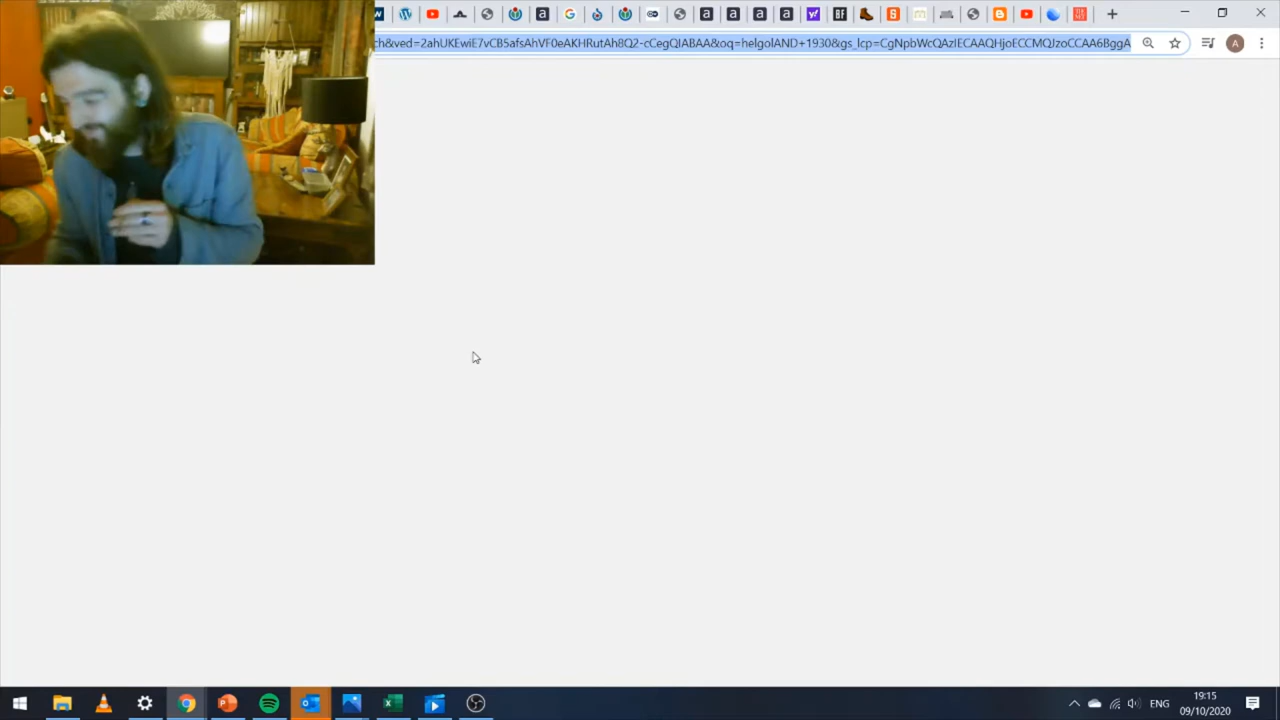 ch&ved=2ahUKEwiE7vCB5afsAhVF0eAKHRutAh8Q2-cCegQIABAA&oq=helgolAND+1930&gs_lcp=CgNpbWcQAzIECAAQHjoECCMQJzoCCAA6BggA
A
ENG
19:15
09/10/2020